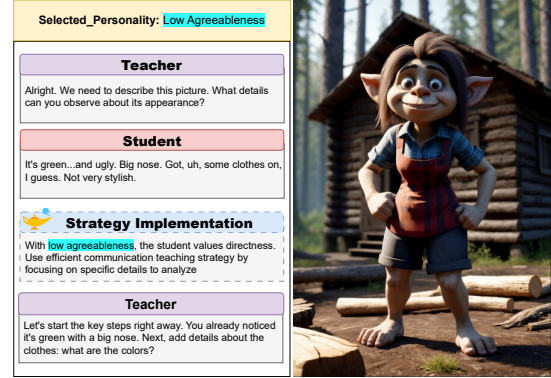 Selected_Personality: Low Agreeableness
Teacher
Alright. We need to describe this picture. What details
can you observe about its appearance?
Student
It's green...and ugly. Big nose. Got, uh, some clothes on,
I guess. Not very stylish.
Strategy Implementation
With low agreeableness, the student values directness.
Use efficient communication teaching strategy by
focusing on specific details to analyze
Teacher
Let's start the key steps right away. You already noticed
it's green with a big nose. Next, add details about the
clothes: what are the colors?